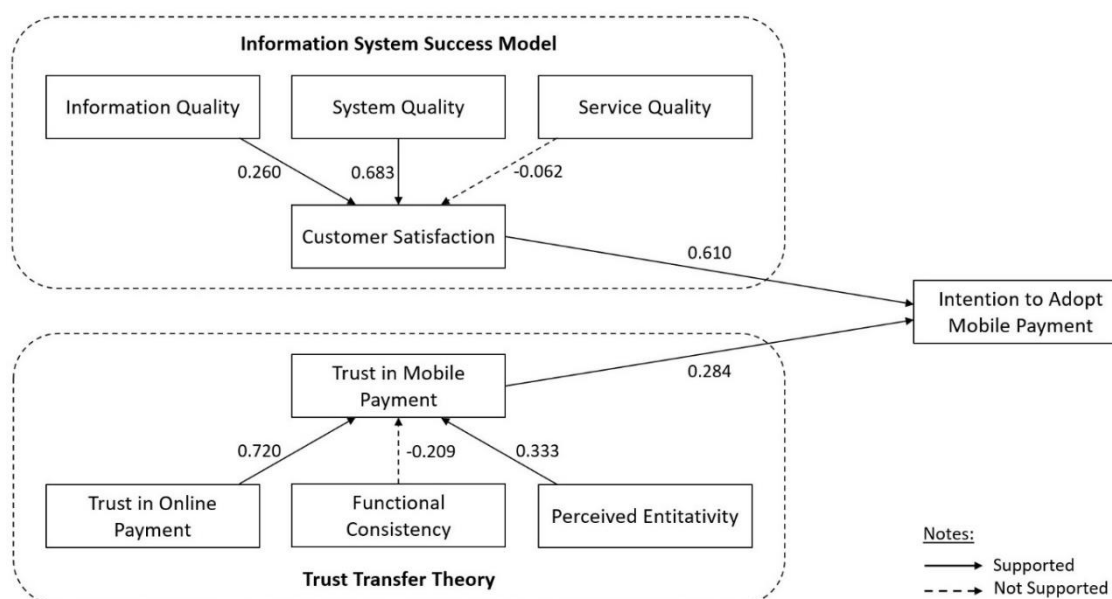 Information System Success Model
Information Quality
System Quality
Service Quality
0.260
0.683
-0.062
Customer Satisfaction
0.610
Intention to Adopt
Mobile Payment
Trust in Mobile
Payment
0.284
0.720
-0.209
0.333
Trust in Online
Payment
Functional
Consistency
Perceived Entitativity
Trust Transfer Theory
Notes:
Supported
Not Supported